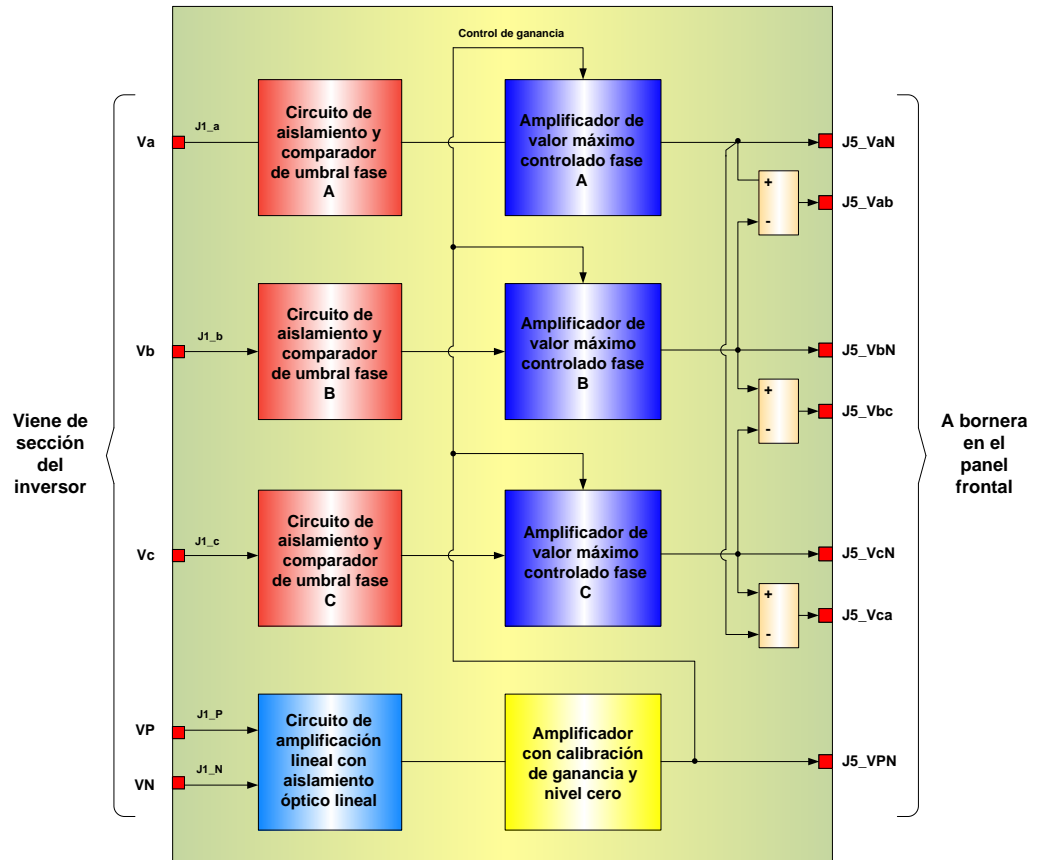 Control de ganancia
Viene de
sección
del
inversor
Va
J1_a
Circuito de
aislamiento y
comparador
de umbral fase
A
Amplificador de
valor máximo
controlado fase
A
J5_VaN
+
-
J5_Vab
Vb
J1_b
Circuito de
aislamiento y
comparador
de umbral fase
B
Amplificador de
valor máximo
controlado fase
B
J5_VbN
+
-
J5_Vbc
Vc
J1_c
Circuito de
aislamiento y
comparador
de umbral fase
C
Amplificador de
valor máximo
controlado fase
C
J5_VcN
+
-
J5_Vca
VP
J1_P
VN
J1_N
Circuito de
amplificación
lineal con
aislamiento
óptico lineal
Amplificador
con calibración
de ganancia y
nivel cero
J5_VPN
A bornera
en el
panel
frontal